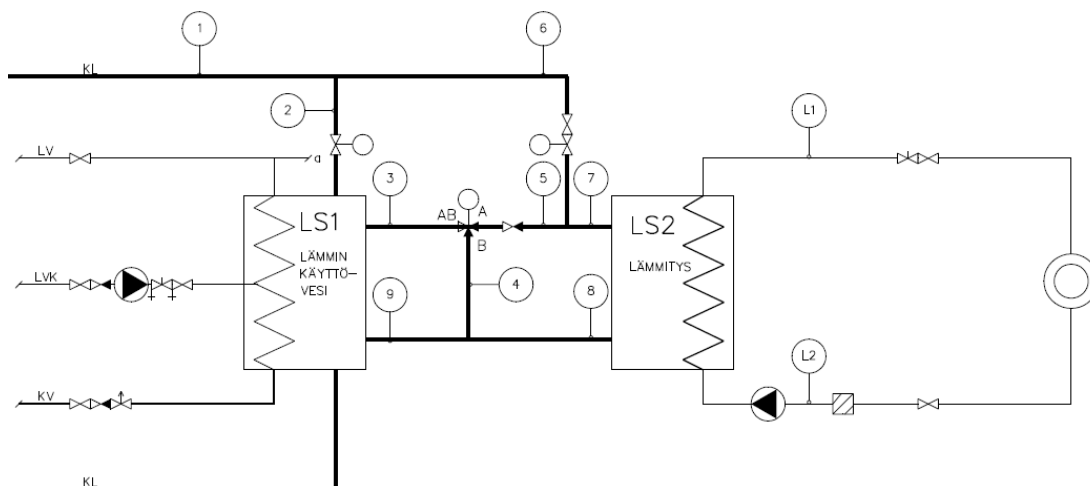 1
6
KL
2
L1
LV
a
3
5
7
AB
A
LS1
LS2
B
LÄMMIN
KÄYTTÖ-
VESI
LÄMMITYS
LVK
4
9
8
L2
KV
KL